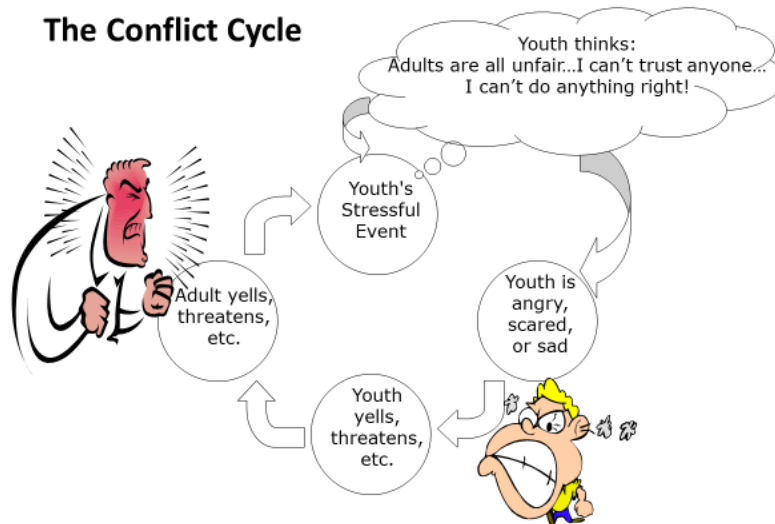 The Conflict Cycle
Youth thinks:
Adults are all unfair...I can't trust anyone...
I can't do anything right!
Youth's
Stressful
Event
Youth is
angry,
scared,
or sad
Youth
yells,
threatens,
etc.
Adult yells,
threatens,
etc.